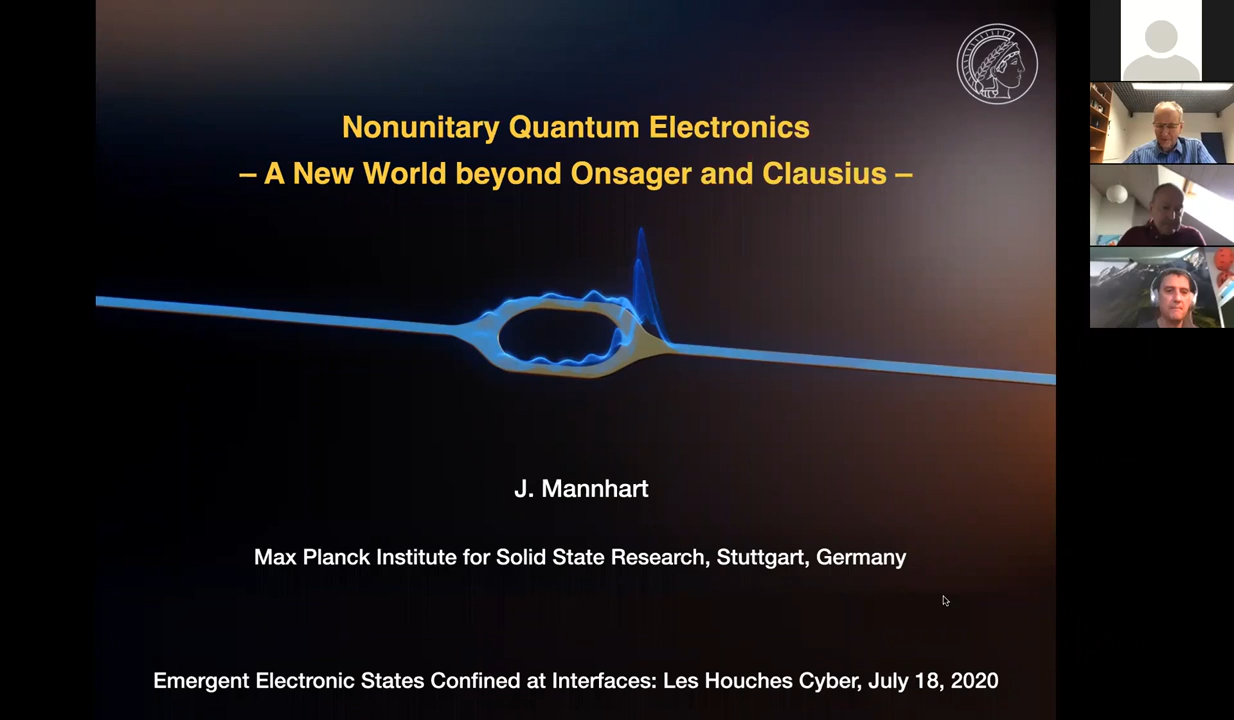 Nonunitary Quantum Electronics
– A New World beyond Onsager and Clausius –
J. Mannhart
Max Planck Institute for Solid State Research, Stuttgart, Germany
Emergent Electronic States Confined at Interfaces: Les Houches Cyber, July 18, 2020